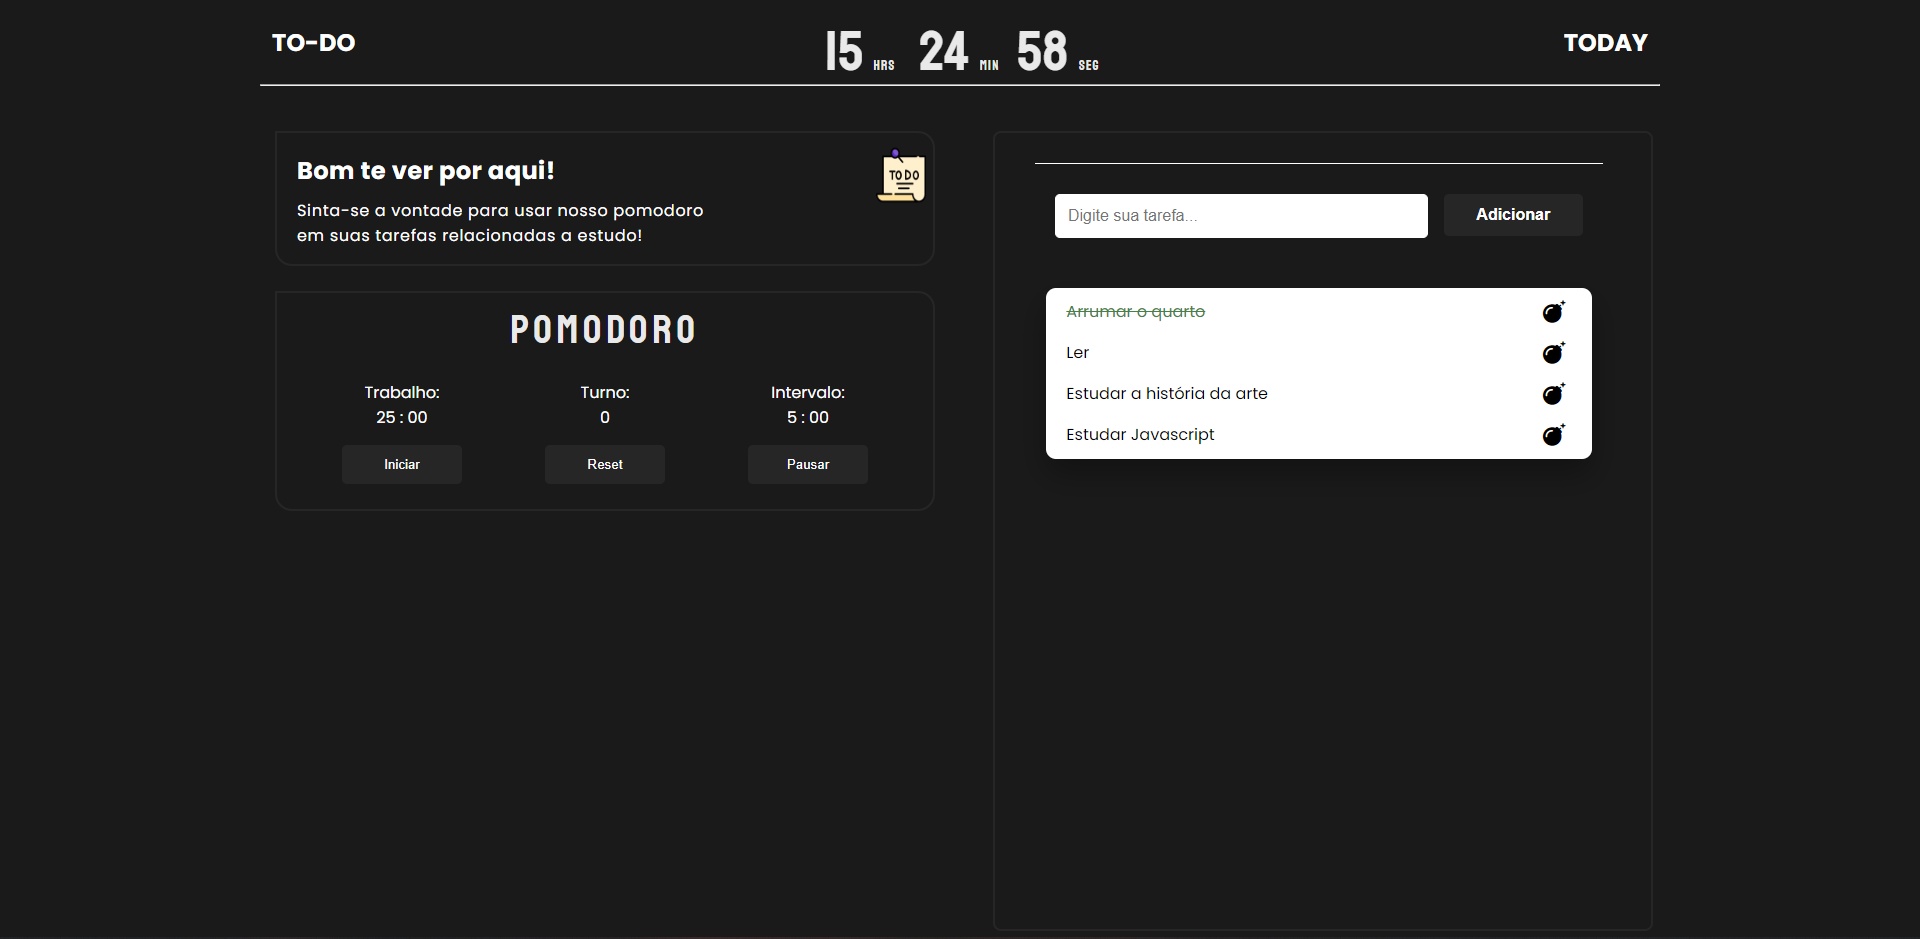 TO-DO
15 HRS 24 MIN 58 SEG
TODAY
Bom te ver por aqui!
Sinta-se a vontade para usar nosso pomodoro
em suas tarefas relacionadas a estudo!
TO DO
POMODORO
Trabalho:
25 : 00
Iniciar
Turno:
0
Reset
Intervalo:
5 : 00
Pausar
Digite sua tarefa...
Adicionar
Arrumar o quarto
Ler
Estudar a história da arte
Estudar Javascript